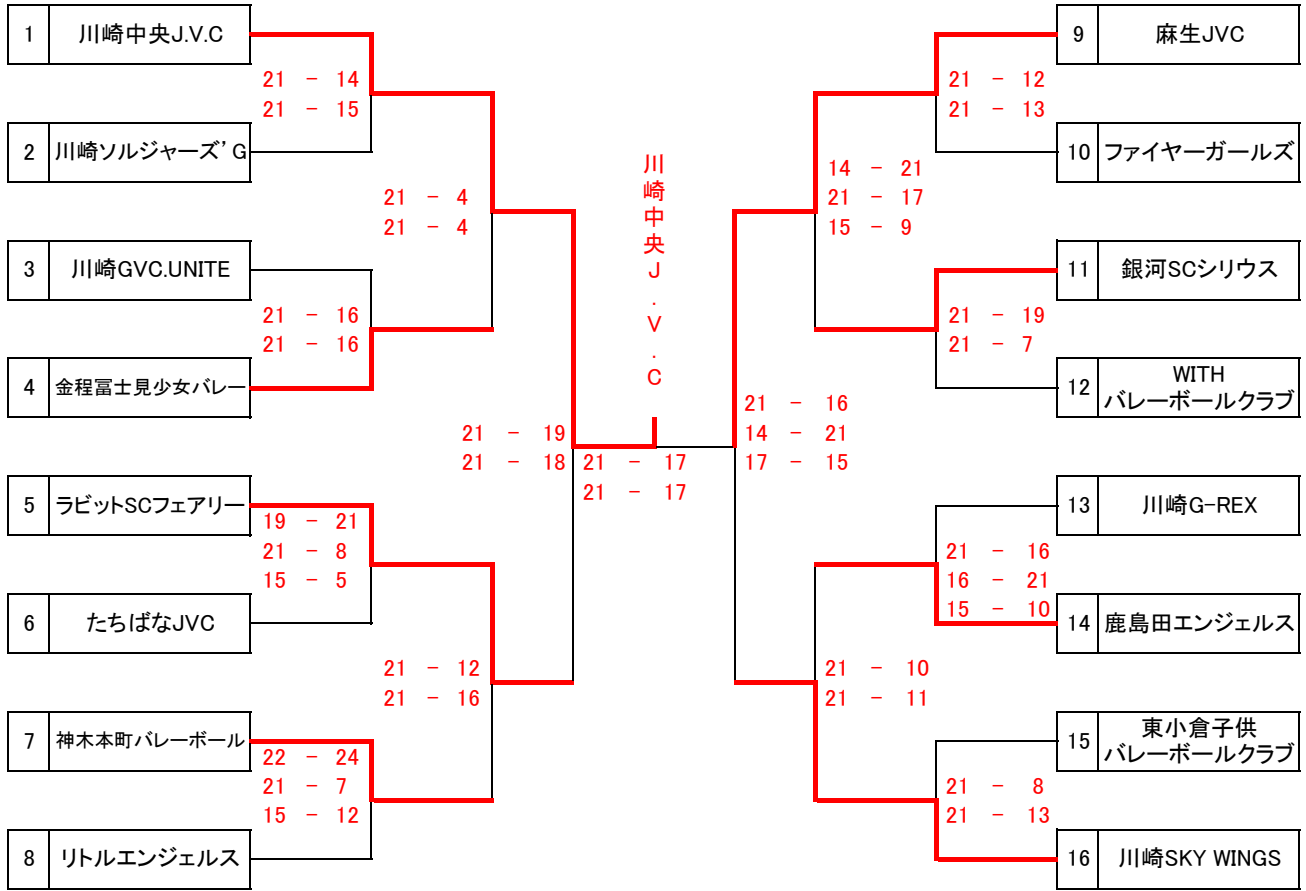 1 川崎中央J.V.C
21 - 14
21 - 15
2 川崎ソルジャーズ’G
21 - 4
21 - 4
3 川崎GVC.UNITE
21 - 16
21 - 16
4 金程冨士見少女バレー
21 - 19
21 - 18
5 ラビットSCフェアリー
19 - 21
21 - 8
15 - 5
6 たちばなJVC
21 - 12
21 - 16
7 神木本町バレーボール
22 - 24
21 - 7
15 - 12
8 リトルエンジェルス
川崎中央J.V.C
21 - 17
21 - 17
9 麻生JVC
21 - 12
21 - 13
10 ファイヤーガールズ
14 - 21
21 - 17
15 - 9
11 銀河SCシリウス
21 - 19
21 - 7
12 WITH
バレーボールクラブ
21 - 16
14 - 21
17 - 15
13 川崎G-REX
21 - 16
16 - 21
15 - 10
14 鹿島田エンジェルス
21 - 10
21 - 11
15 東小倉子供
バレーボールクラブ
21 - 8
21 - 13
16 川崎SKY WINGS